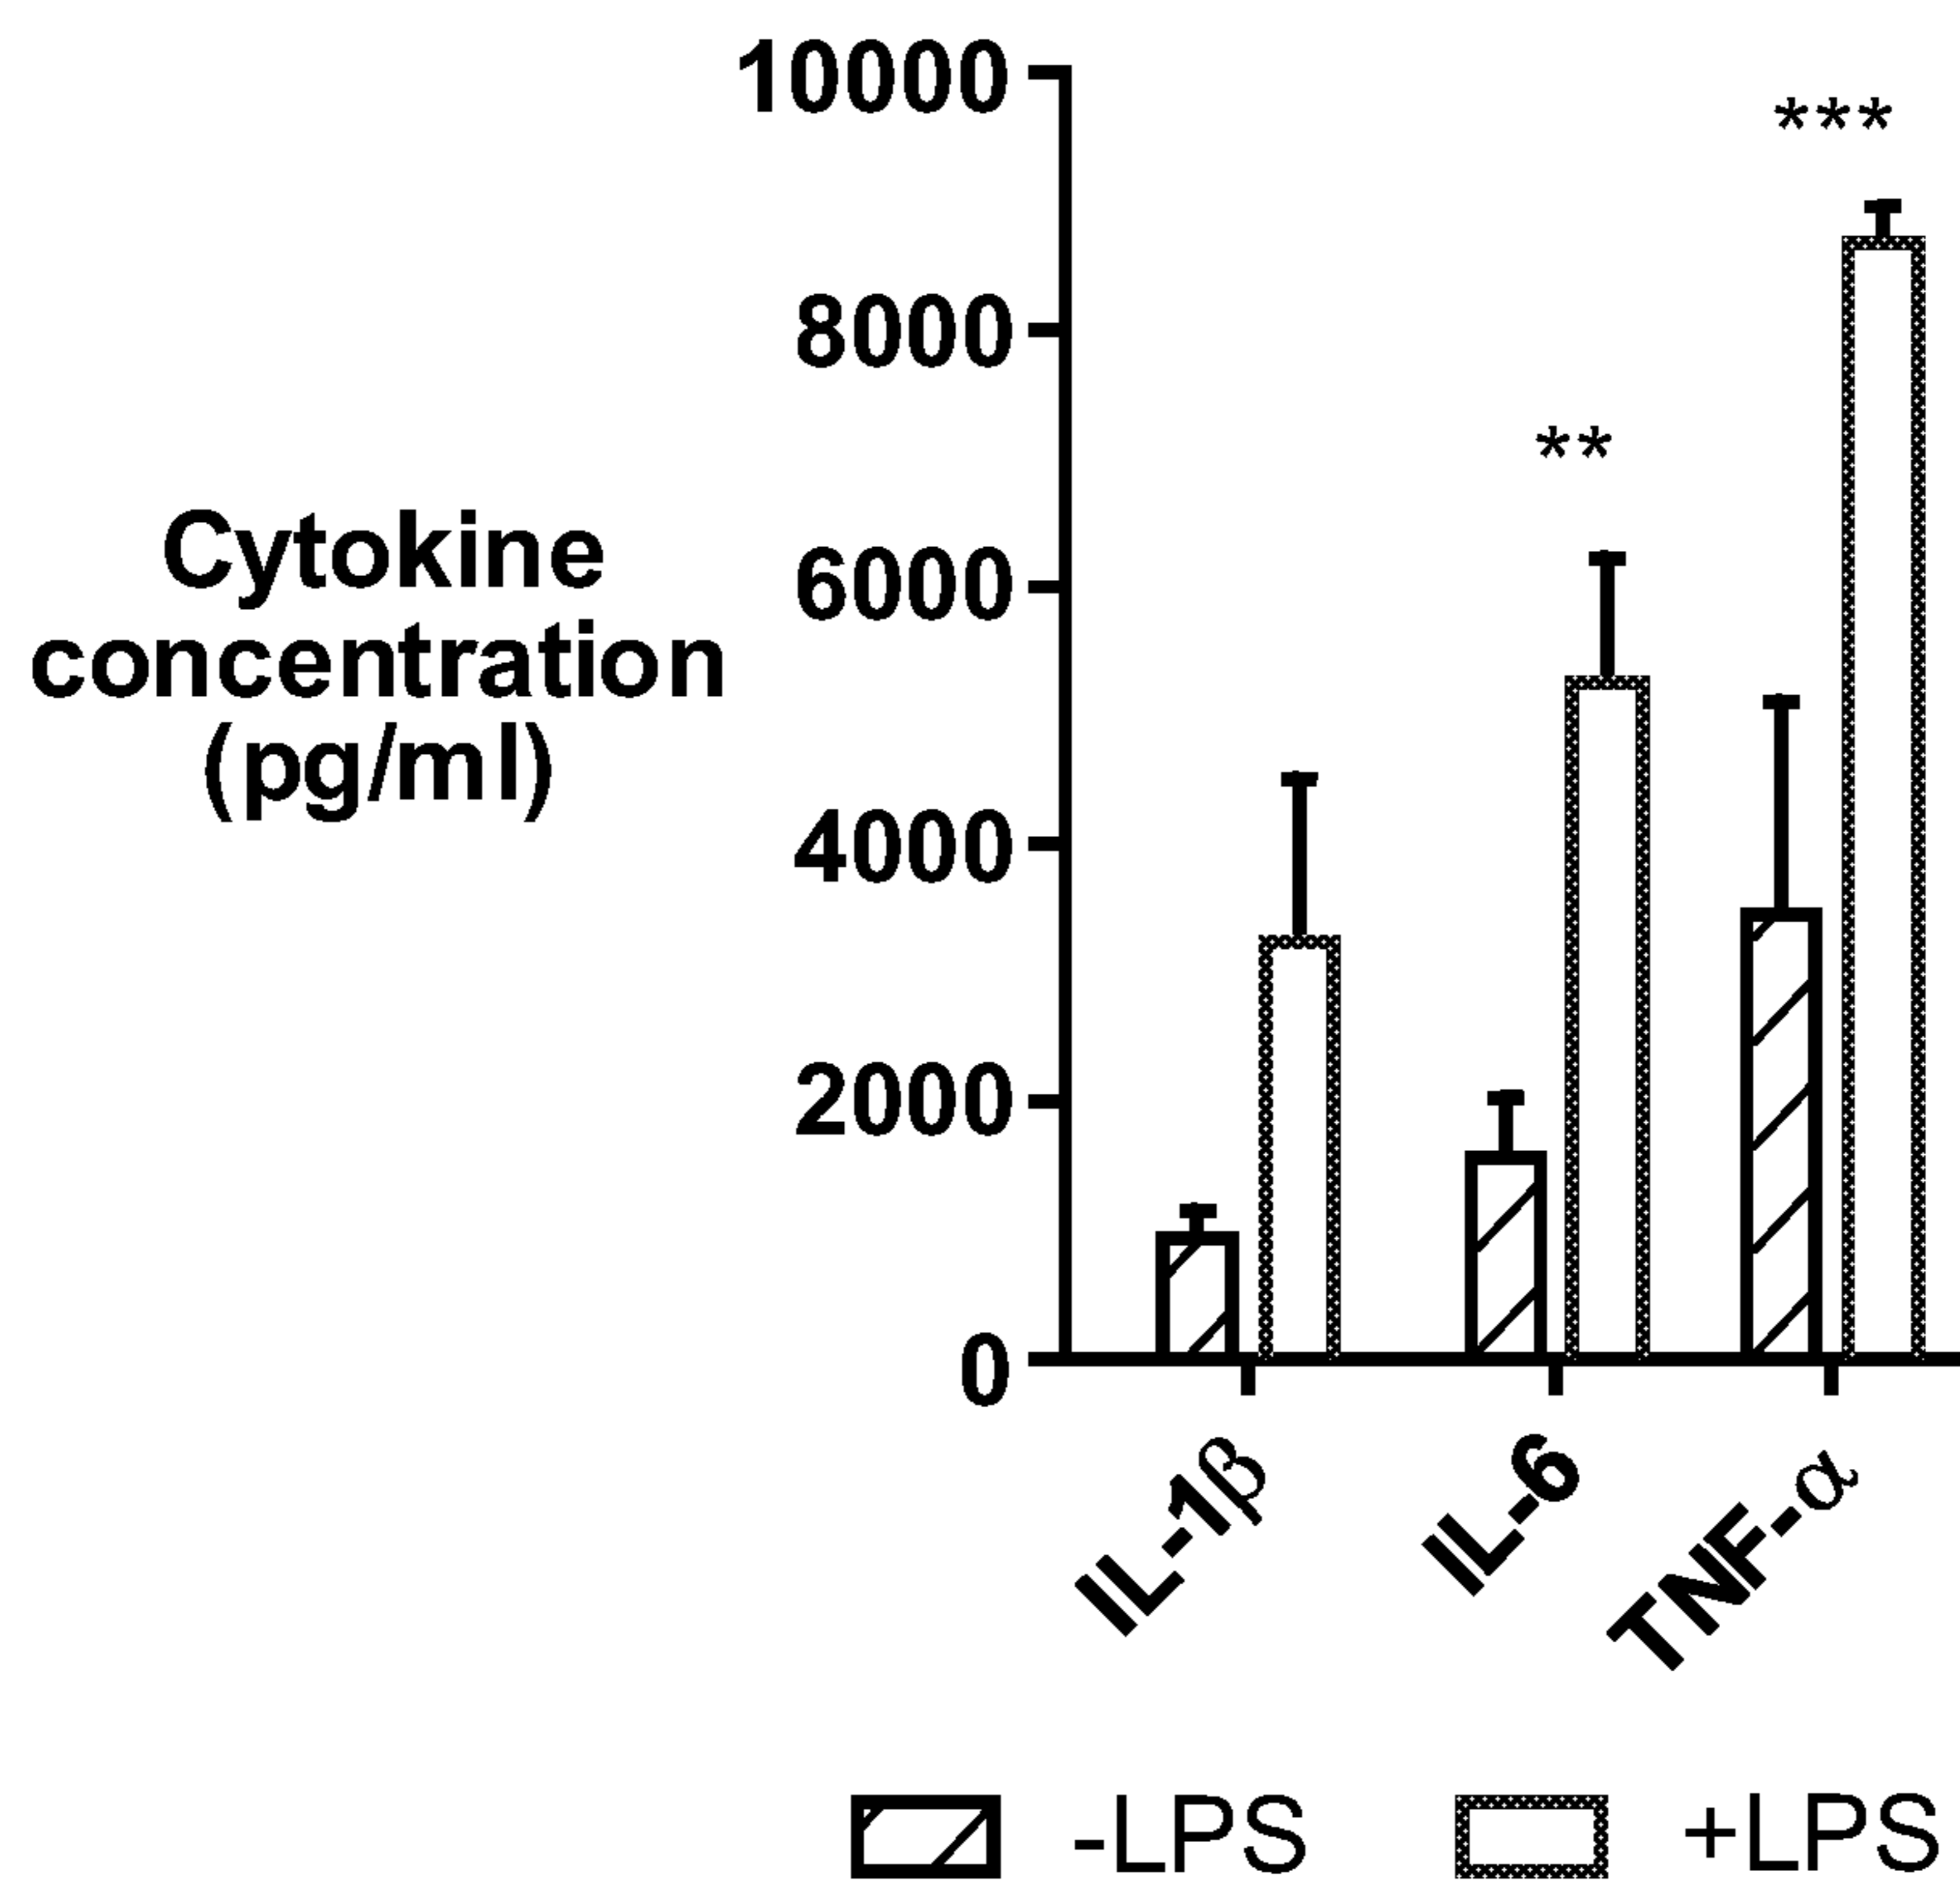 10000
***
8000
**
6000
Cytokine
concentration
(pg/ml)
4000
2000
0
IL-1β
IL-6
TNF-α
-LPS
+LPS